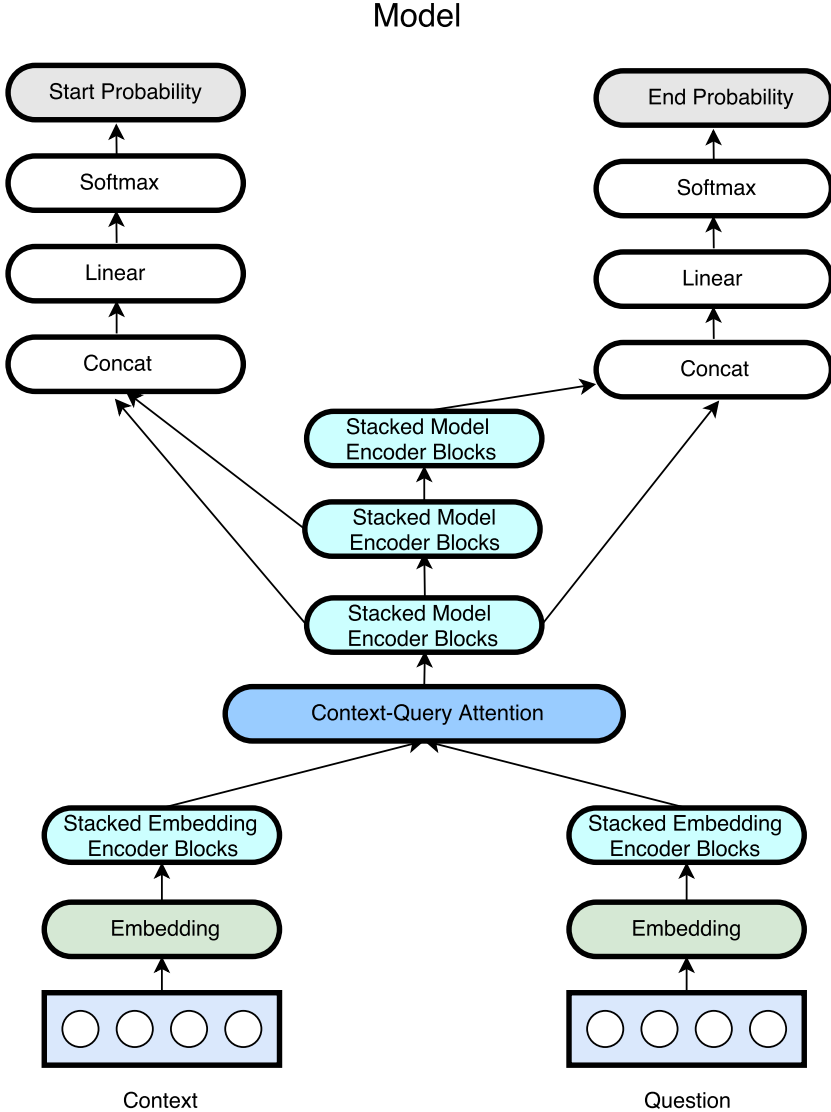 Model
Start Probability
End Probability
Softmax
Softmax
Linear
Linear
Concat
Concat
Stacked Model
Encoder Blocks
Stacked Model
Encoder Blocks
Stacked Model
Encoder Blocks
Context-Query Attention
Stacked Embedding
Encoder Blocks
Stacked Embedding
Encoder Blocks
Embedding
Embedding
Context
Question